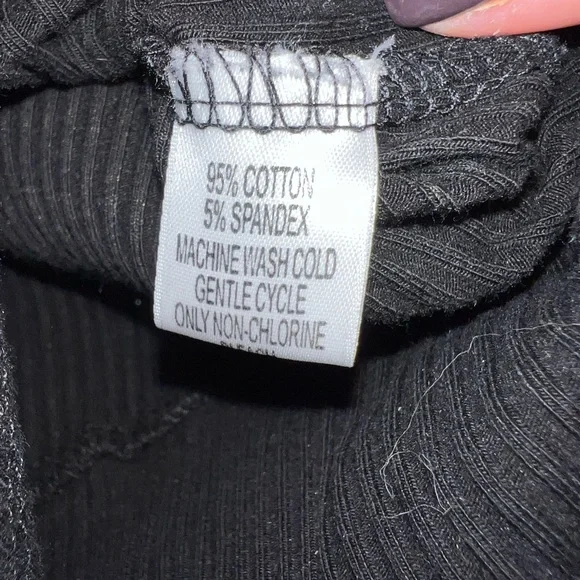 95% COTTON
5% SPANDEX
MACHINE WASH COLD
GENTLE CYCLE
ONLY NON-CHLORINE